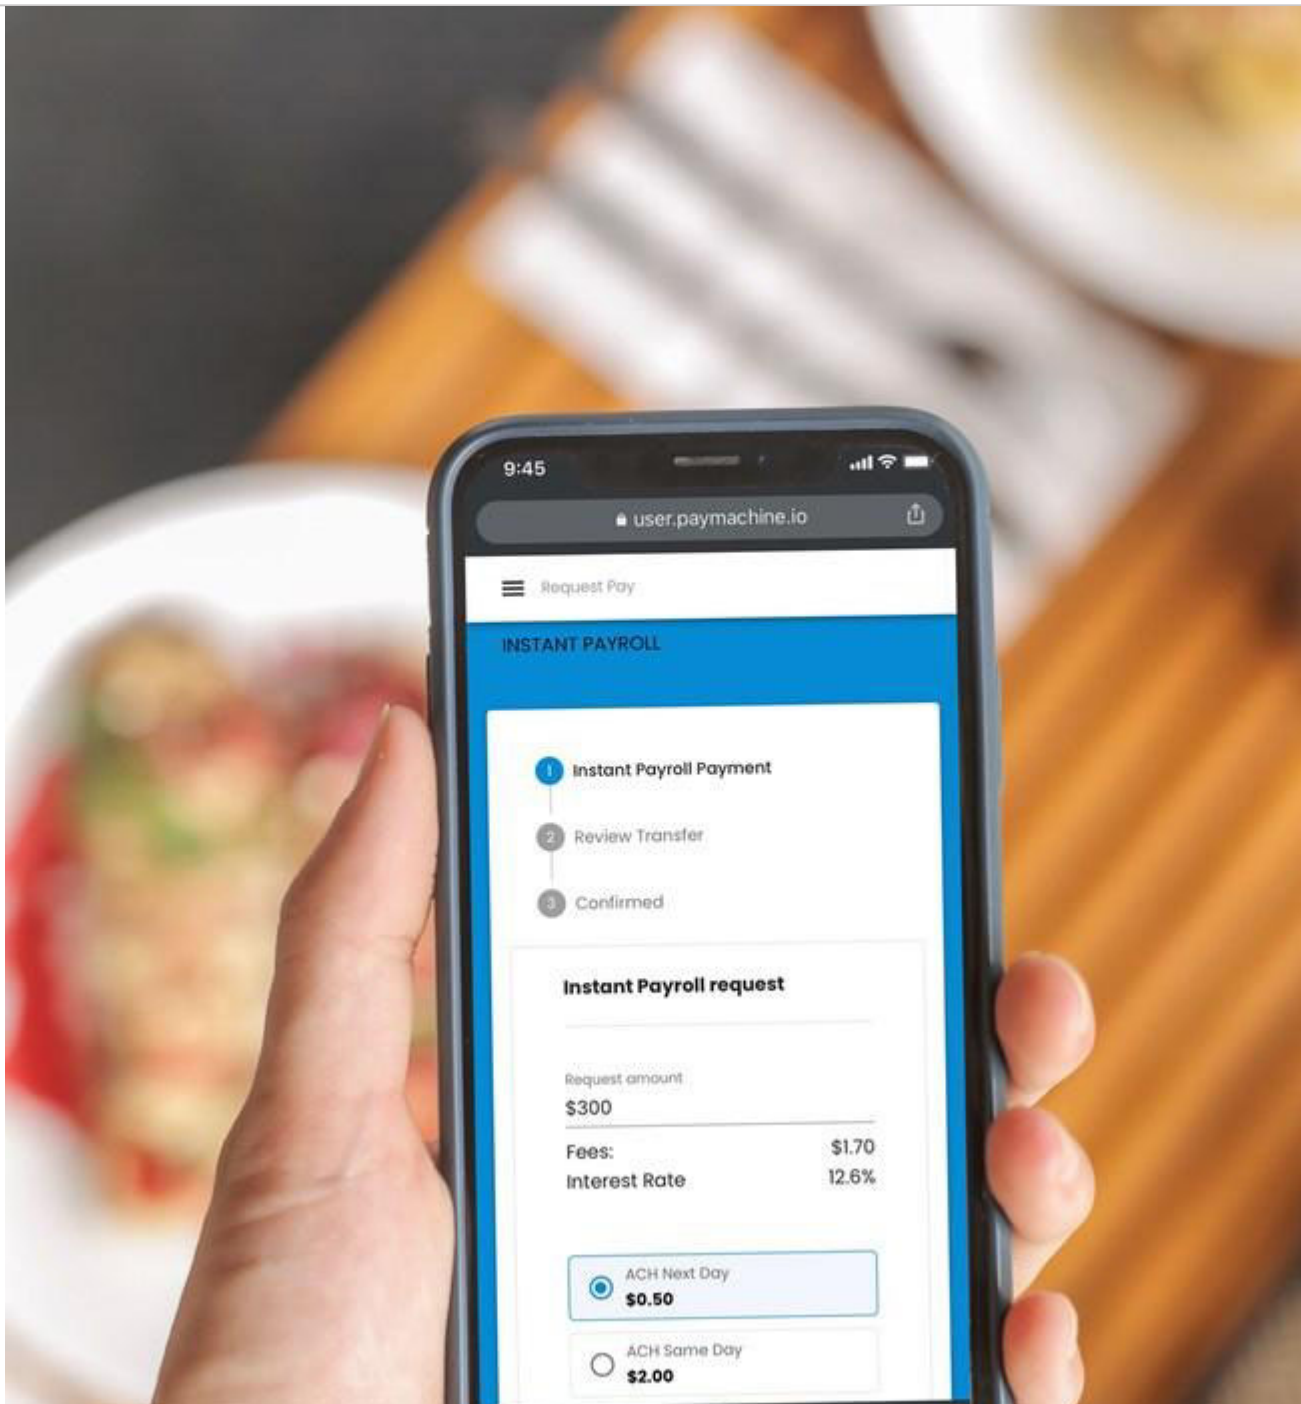 9:45
user.paymachine.io
Request Pay
INSTANT PAYROLL
1 Instant Payroll Payment
2 Review Transfer
3 Confirmed
Instant Payroll request
Request amount
$300
Fees: $1.70
Interest Rate 12.6%
ACH Next Day
$0.50
ACH Same Day
$2.00